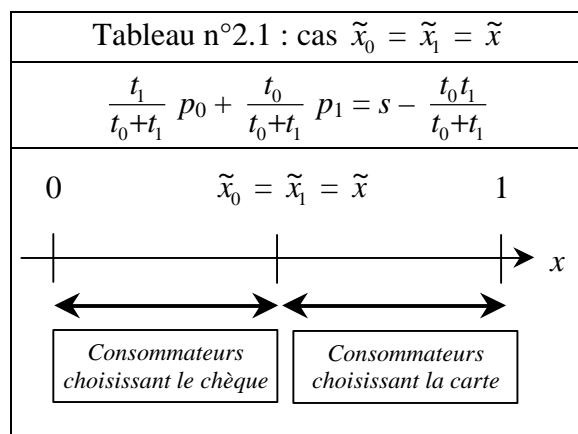 Tableau n°2.1 : cas x̃₀ = x̃₁ = x̃
t₁/(t₀+t₁) p₀ + t₀/(t₀+t₁) p₁ = s − t₀t₁/(t₀+t₁)
0 x̃₀ = x̃₁ = x̃ 1
x
Consommateurs
choisissant le chèque
Consommateurs
choisissant la carte